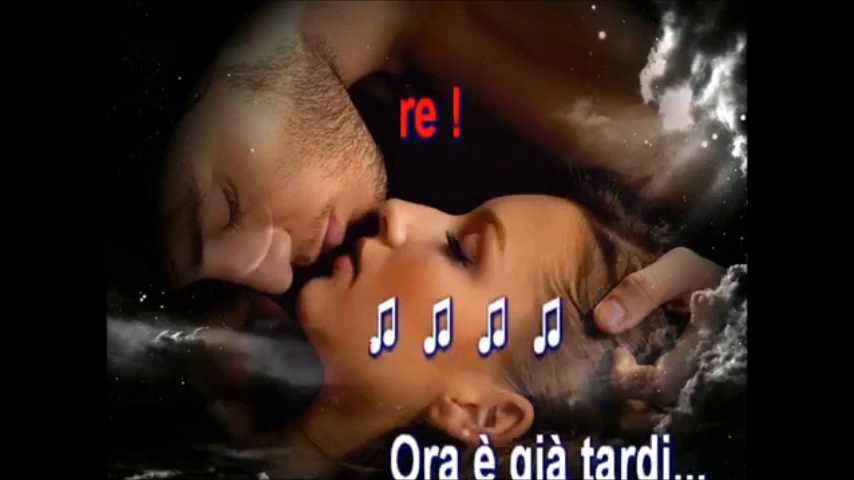 re !
♫ ♫ ♫ ♫
Ora è già tardi...